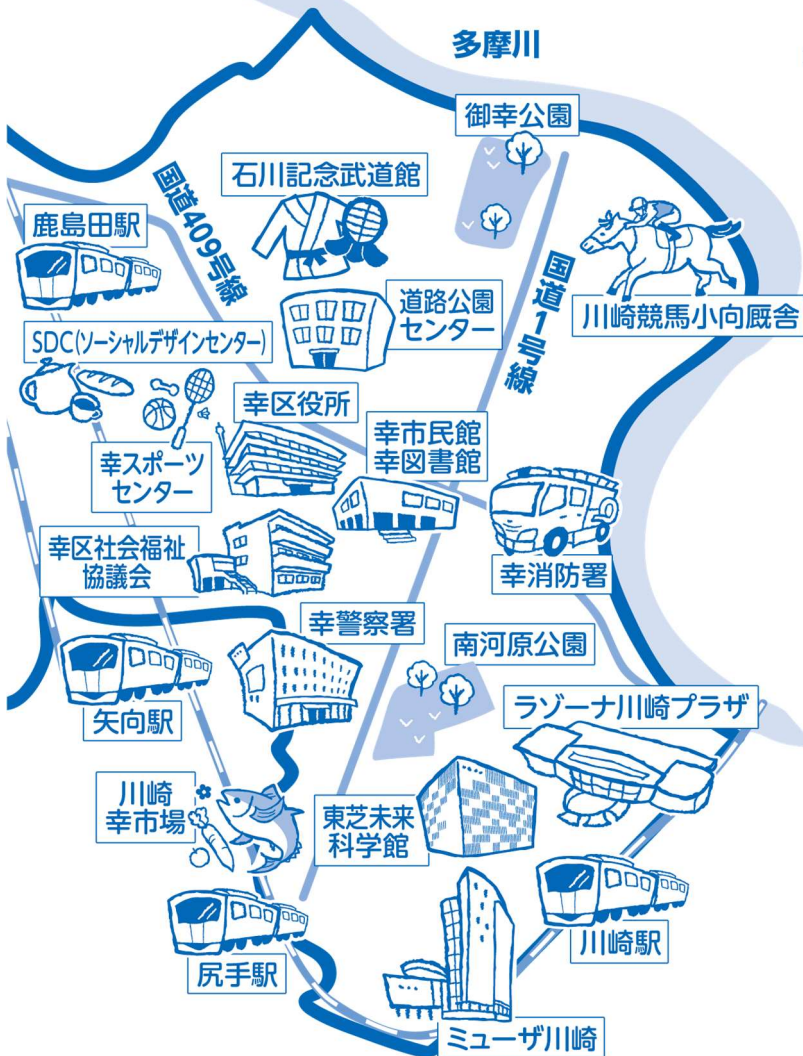 多摩川
御幸公園
石川記念武道館
国道409号線
鹿島田駅
道路公園
センター
国道1号線
川崎競馬小向厩舎
SDC(ソーシャルデザインセンター)
幸区役所
幸市民館
幸図書館
幸スポーツ
センター
幸消防署
幸区社会福祉
協議会
幸警察署
南河原公園
矢向駅
ラゾーナ川崎プラザ
川崎
幸市場
東芝未来
科学館
川崎駅
尻手駅
ミューザ川崎